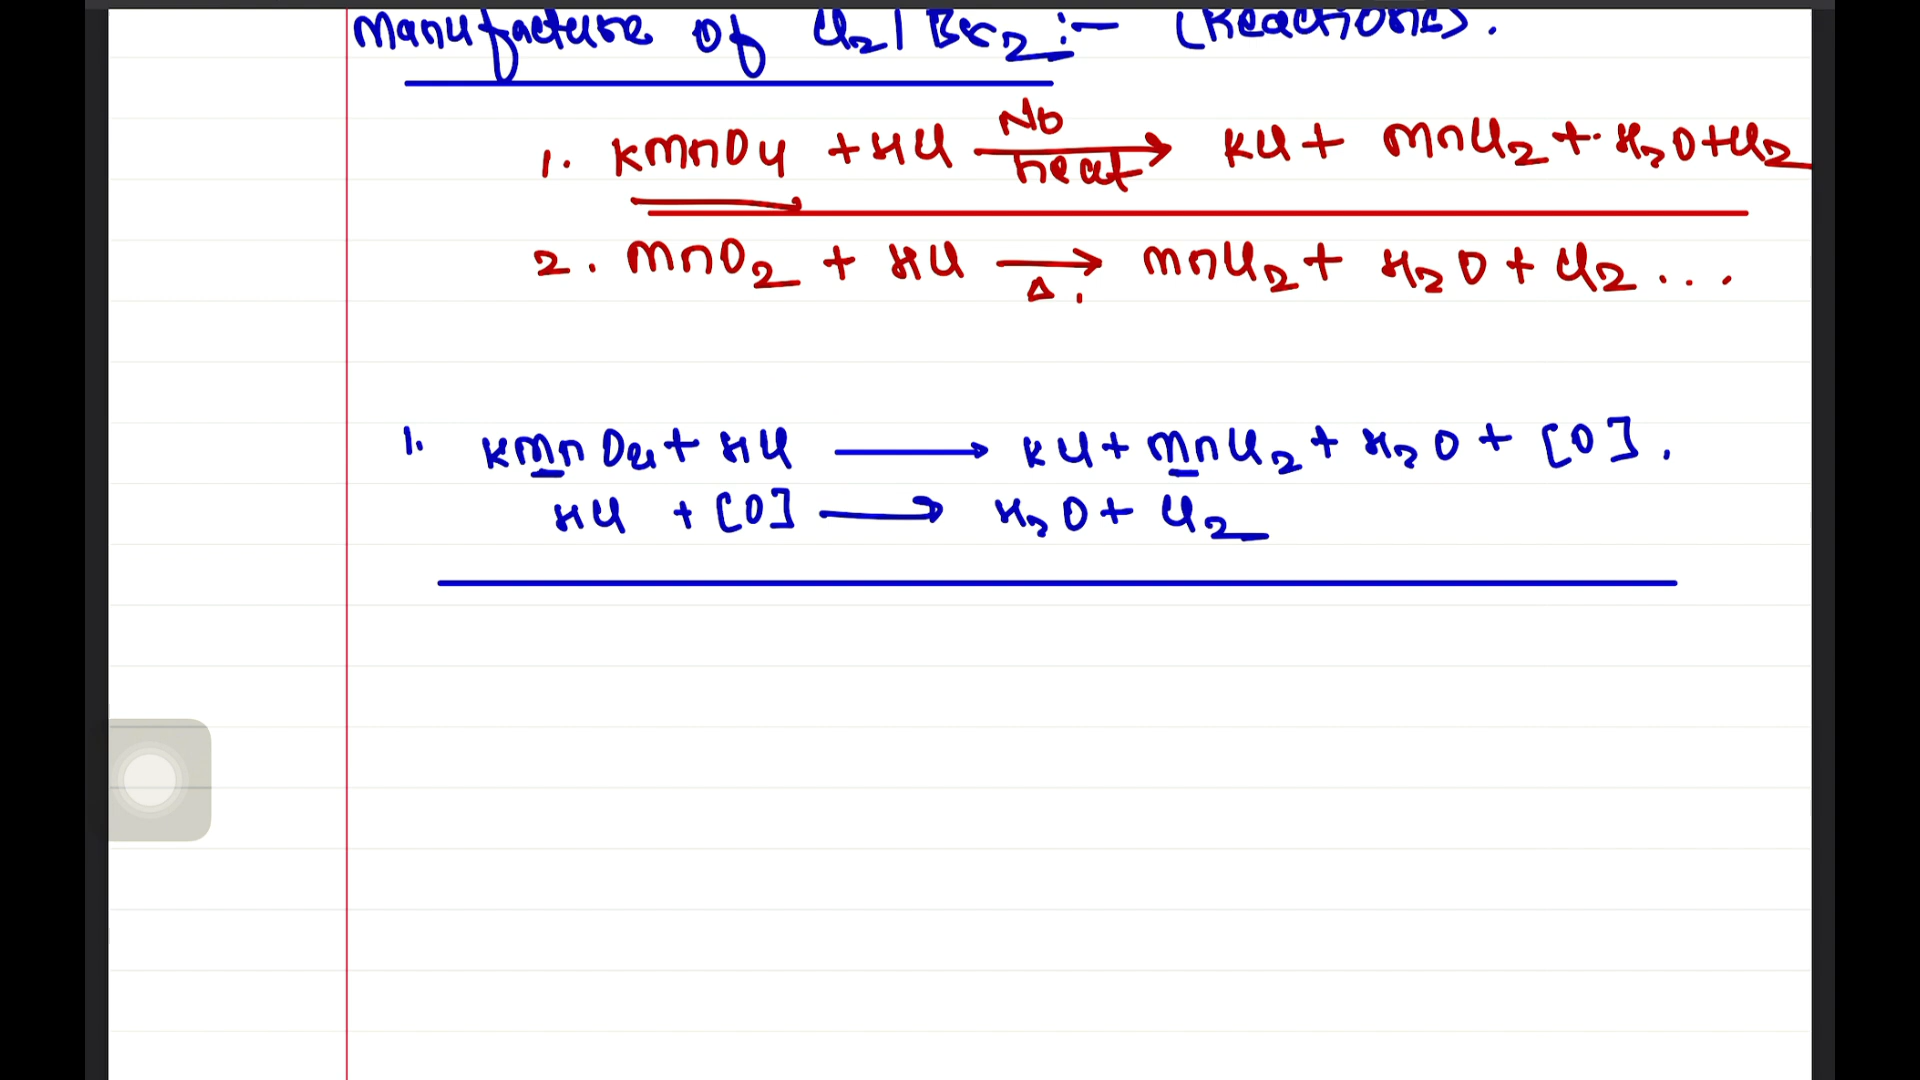 Manufacture of Cl2 / Br2 :- (Reactions).
1. KMnO4 + HCl No heat → KCl + MnCl2 + H2O + Cl2
2. MnO2 + HCl → Δ. MnCl2 + H2O + Cl2 ...
1. KMnO4 + HCl → KCl + MnCl2 + H2O + [O].
HCl + [O] → H2O + Cl2